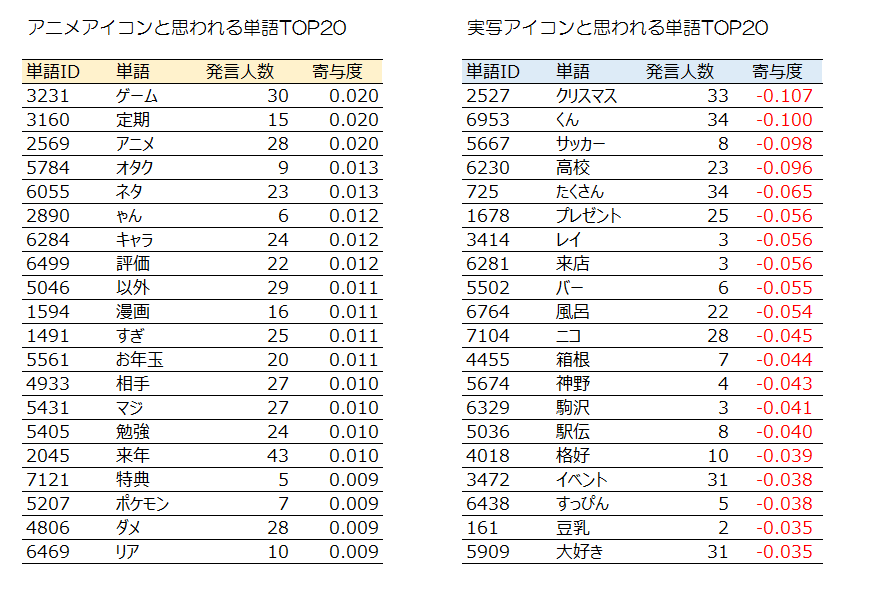 アニメアイコンと思われる単語TOP20
単語ID 単語 発言人数 寄与度
3231 ゲーム 30 0.020
3160 定期 15 0.020
2569 アニメ 28 0.020
5784 オタク 9 0.013
6055 ネタ 23 0.013
2890 ゃん 6 0.012
6284 キャラ 24 0.012
6499 評価 22 0.012
5046 以外 29 0.011
1594 漫画 16 0.011
1491 すぎ 25 0.011
5561 お年玉 20 0.011
4933 相手 27 0.010
5431 マジ 27 0.010
5405 勉強 24 0.010
2045 来年 43 0.010
7121 特典 5 0.009
5207 ポケモン 7 0.009
4806 ダメ 28 0.009
6469 リア 10 0.009
実写アイコンと思われる単語TOP20
単語ID 単語 発言人数 寄与度
2527 クリスマス 33 -0.107
6953 くん 34 -0.100
5667 サッカー 8 -0.098
6230 高校 23 -0.096
725 たくさん 34 -0.065
1678 プレゼント 25 -0.056
3414 レイ 3 -0.056
6281 来店 3 -0.056
5502 バー 6 -0.055
6764 風呂 22 -0.054
7104 ニコ 28 -0.045
4455 箱根 7 -0.044
5674 神野 4 -0.043
6329 駒沢 3 -0.041
5036 駅伝 8 -0.040
4018 格好 10 -0.039
3472 イベント 31 -0.038
6438 すっぴん 5 -0.038
161 豆乳 2 -0.035
5909 大好き 31 -0.035